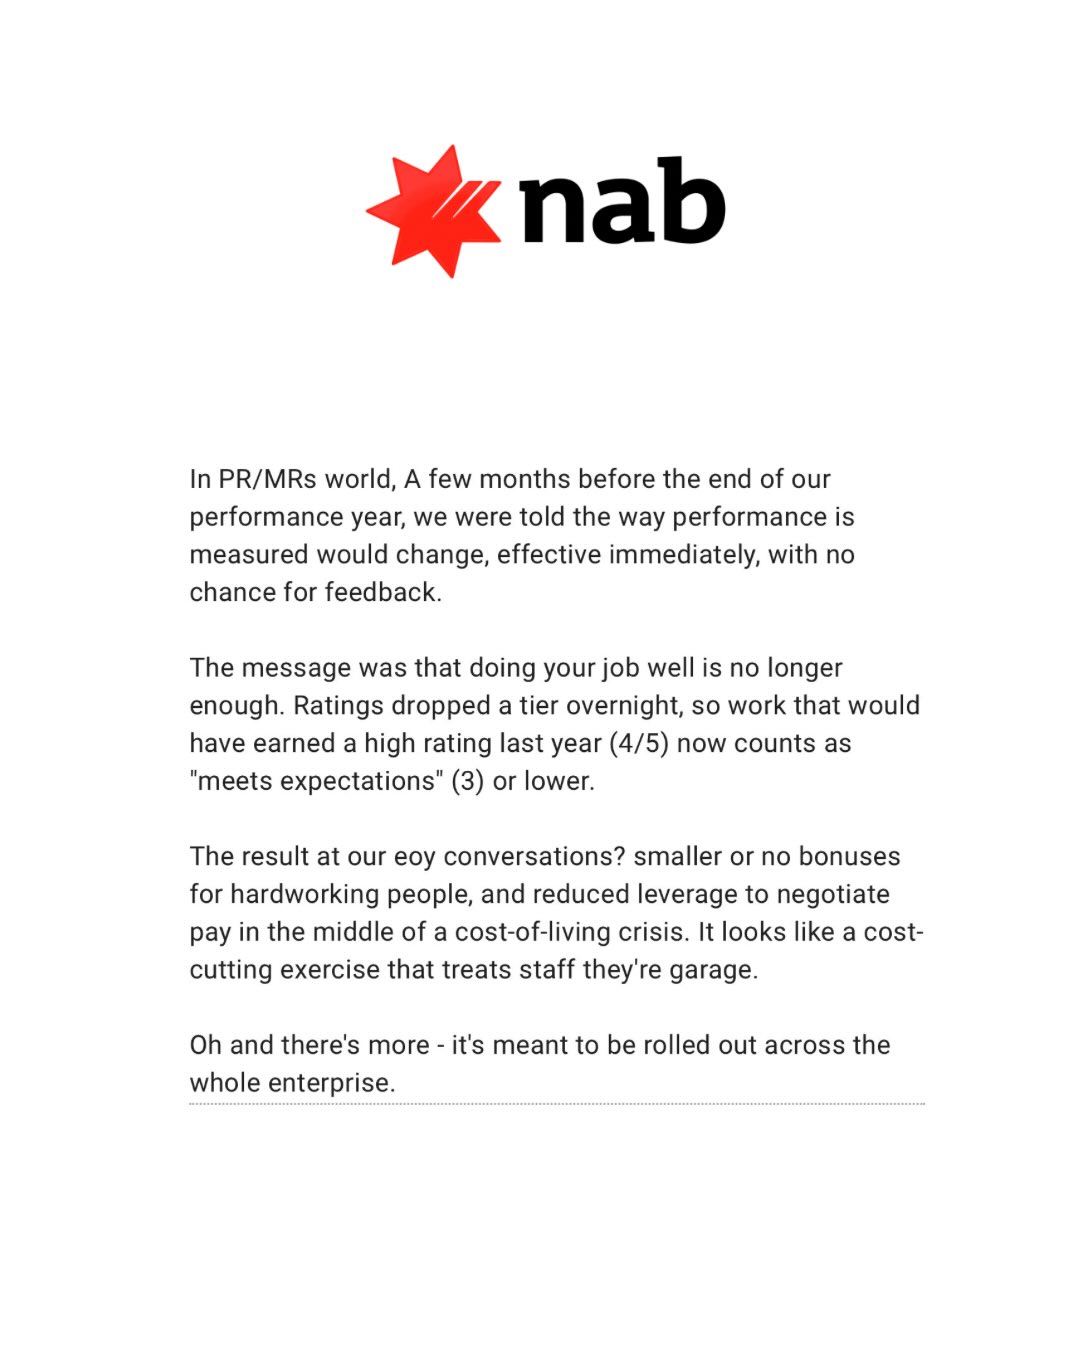 nab
In PR/MRs world, A few months before the end of our
performance year, we were told the way performance is
measured would change, effective immediately, with no
chance for feedback.
The message was that doing your job well is no longer
enough. Ratings dropped a tier overnight, so work that would
have earned a high rating last year (4/5) now counts as
"meets expectations" (3) or lower.
The result at our eoy conversations? smaller or no bonuses
for hardworking people, and reduced leverage to negotiate
pay in the middle of a cost-of-living crisis. It looks like a cost-
cutting exercise that treats staff they're garage.
Oh and there's more - it's meant to be rolled out across the
whole enterprise.